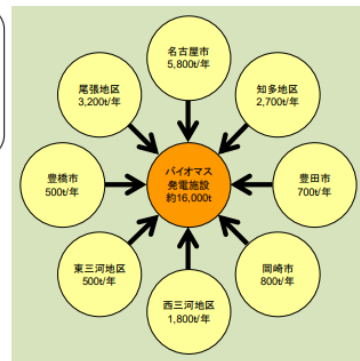 名古屋市
5,800t/年
尾張地区
3,200t/年
知多地区
2,700t/年
豊橋市
500t/年
バイオマス
発電施設
約16,000t
豊田市
700t/年
東三河地区
500t/年
岡崎市
800t/年
西三河地区
1,800t/年